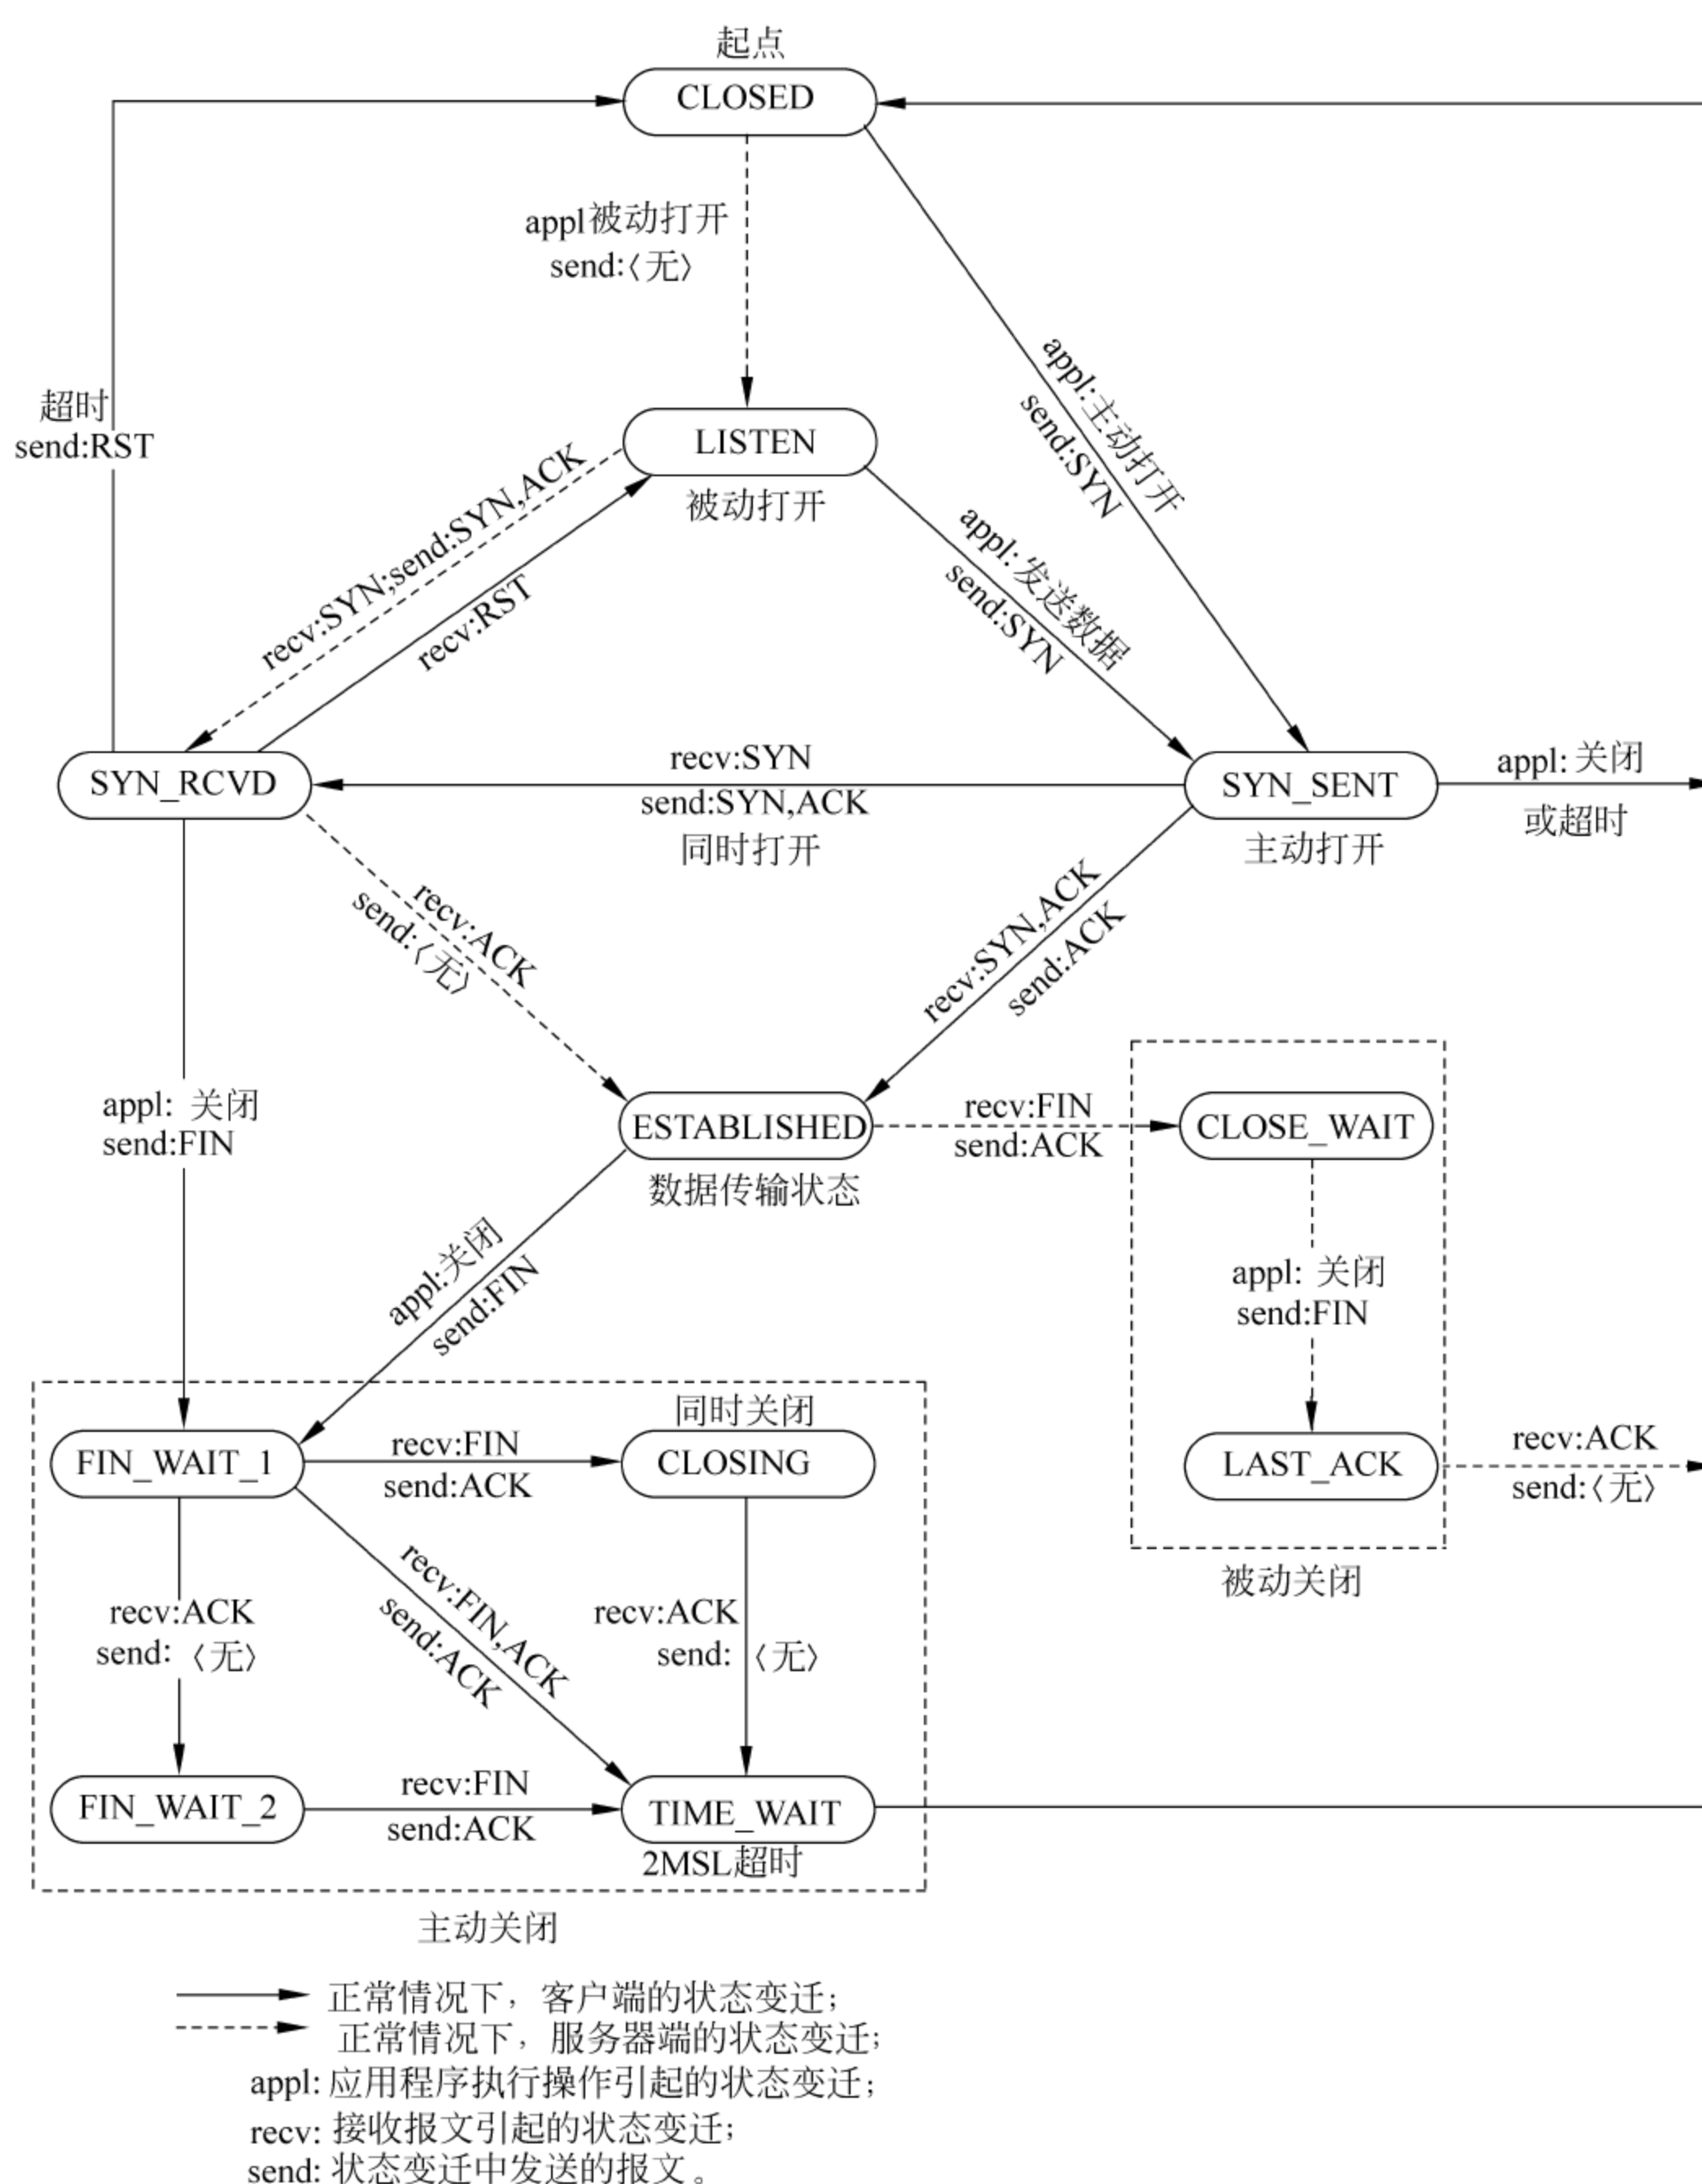 起点
CLOSED
appl被动打开
send:〈无〉
appl:主动打开
send:SYN
超时
send:RST
LISTEN
被动打开
recv:SYN;send:SYN,ACK
recv:RST
appl:发送数据
send:SYN
SYN_RCVD
recv:SYN
send:SYN,ACK
同时打开
SYN_SENT
主动打开
appl:关闭
或超时
recv:ACK
send:〈无〉
recv:SYN,ACK
send:ACK
appl: 关闭
send:FIN
ESTABLISHED
数据传输状态
recv:FIN
send:ACK
CLOSE_WAIT
appl:关闭
send:FIN
appl: 关闭
send:FIN
同时关闭
FIN_WAIT_1
recv:FIN
send:ACK
CLOSING
LAST_ACK
recv:ACK
send:〈无〉
被动关闭
recv:ACK
send: 〈无〉
recv:FIN,ACK
send:ACK
recv:ACK
send: 〈无〉
FIN_WAIT_2
recv:FIN
send:ACK
TIME_WAIT
2MSL超时
主动关闭
正常情况下，客户端的状态变迁；
正常情况下，服务器端的状态变迁；
appl: 应用程序执行操作引起的状态变迁；
recv: 接收报文引起的状态变迁；
send: 状态变迁中发送的报文。